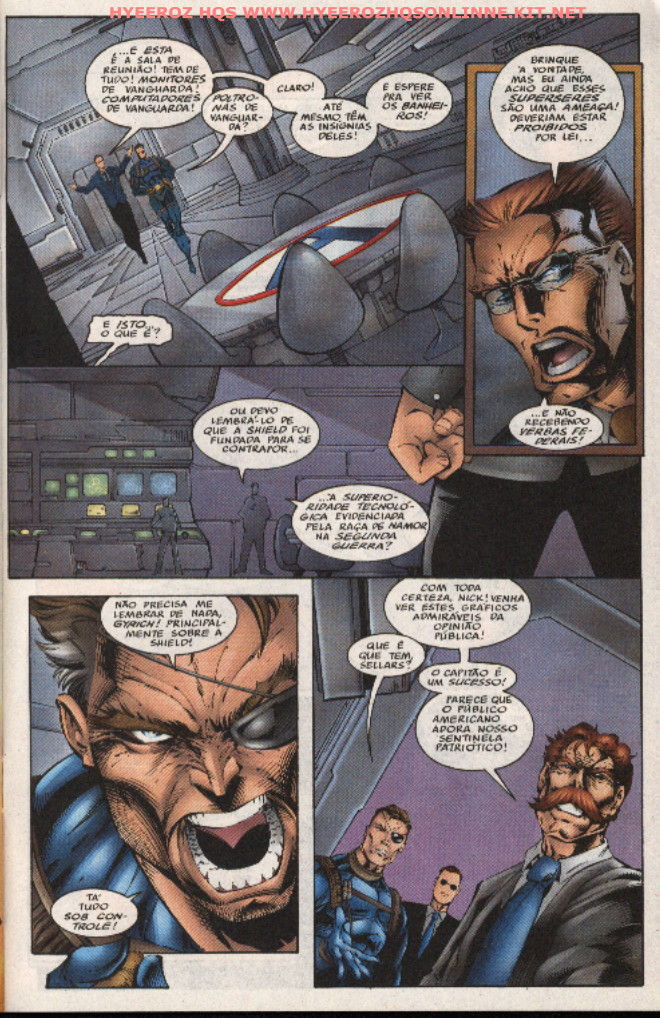 HYEEROZ HQS WWW.HYEEROZHQSONLINNE.KIT.NET
...E ESTA
É A SALA DE
REUNIÃO! TEM DE
TUDO! MONITORES
DE VANGUARDA!
COMPUTADORES
DE VANGUARDA!
POLTRO-
NAS DE
VANGUAR-
DA?
CLARO!
ATÉ
MESMO TÊM
AS INSÍGNIAS
DELES!
E ESPERE
PRA VER
OS BANHEI-
ROS!
BRINQUE
À VONTADE,
MAS EU AINDA
ACHO QUE ESSES
SUPERSERES
SÃO UMA AMEAÇA!
DEVERIAM ESTAR
PROIBIDOS
POR LEI,...
E ISTO...
O QUE É?
...E NÃO
RECEBENDO
VERBAS FE-
DERAIS!
OU DEVO
LEMBRÁ-LO DE
QUE A SHIELD FOI
FUNDADA PARA SE
CONTRAPOR...
...À SUPERIO-
RIDADE TECNOLÓ-
GICA EVIDENCIADA
PELA RAÇA DE NAMOR
NA SEGUNDA
GUERRA?
NÃO PRECISA ME
LEMBRAR DE NADA,
GYRICH! PRINCIPAL-
MENTE SOBRE A
SHIELD!
TÁ
TUDO
SOB CON-
TROLE!
COM TODA
CERTEZA, NICK! VENHA
VER ESTES GRÁFICOS
ADMIRÁVEIS DA
OPINIÃO
PÚBLICA!
QUE É
QUE TEM,
SELLARS?
O CAPITÃO É
UM SUCESSO!
PARECE QUE
O PÚBLICO
AMERICANO
ADORA NOSSO
SENTINELA
PATRIÓTICO!